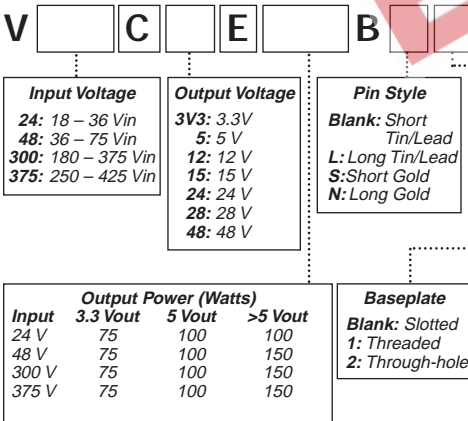 V C E B
Input Voltage
24: 18 – 36 Vin
48: 36 – 75 Vin
300: 180 – 375 Vin
375: 250 – 425 Vin
Output Voltage
3V3: 3.3V
5: 5 V
12: 12 V
15: 15 V
24: 24 V
28: 28 V
48: 48 V
Pin Style
Blank: Short
Tin/Lead
L: Long Tin/Lead
S:Short Gold
N: Long Gold
Output Power (Watts)
Input 3.3 Vout 5 Vout >5 Vout
24 V 75 100 100
48 V 75 100 150
300 V 75 100 150
375 V 75 100 150
Baseplate
Blank: Slotted
1: Threaded
2: Through-hole